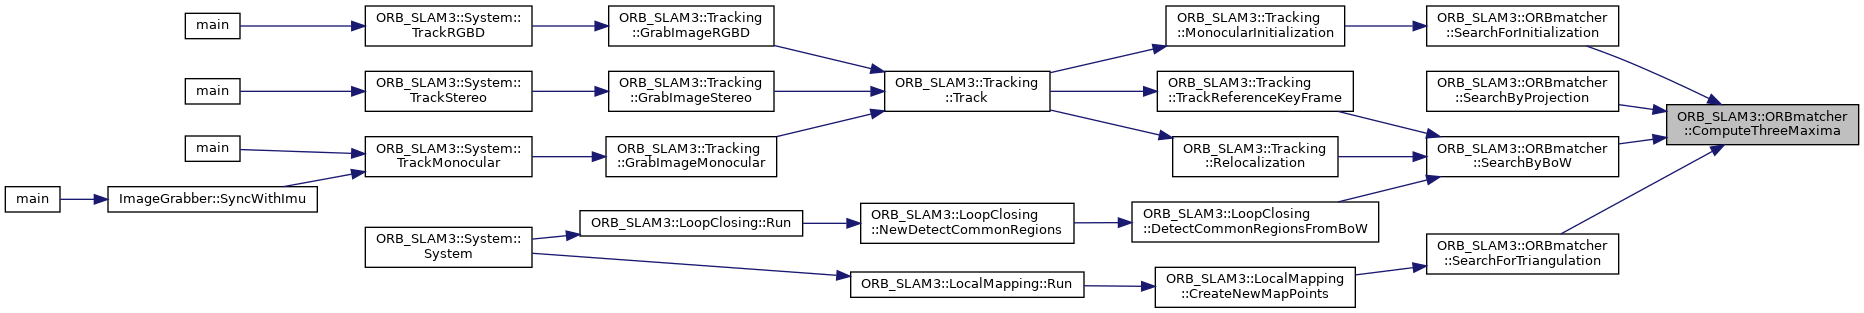 main
ORB_SLAM3::System::
TrackRGBD
ORB_SLAM3::Tracking
::GrabImageRGBD
ORB_SLAM3::Tracking
::MonocularInitialization
ORB_SLAM3::ORBmatcher
::SearchForInitialization
main
ORB_SLAM3::System::
TrackStereo
ORB_SLAM3::Tracking
::GrabImageStereo
ORB_SLAM3::Tracking
::Track
ORB_SLAM3::Tracking
::TrackReferenceKeyFrame
ORB_SLAM3::ORBmatcher
::SearchByProjection
ORB_SLAM3::ORBmatcher
::ComputeThreeMaxima
main
ORB_SLAM3::System::
TrackMonocular
ORB_SLAM3::Tracking
::GrabImageMonocular
ORB_SLAM3::Tracking
::Relocalization
ORB_SLAM3::ORBmatcher
::SearchByBoW
main
ImageGrabber::SyncWithImu
ORB_SLAM3::LoopClosing::Run
ORB_SLAM3::LoopClosing
::NewDetectCommonRegions
ORB_SLAM3::LoopClosing
::DetectCommonRegionsFromBoW
ORB_SLAM3::System::
System
ORB_SLAM3::ORBmatcher
::SearchForTriangulation
ORB_SLAM3::LocalMapping::Run
ORB_SLAM3::LocalMapping
::CreateNewMapPoints